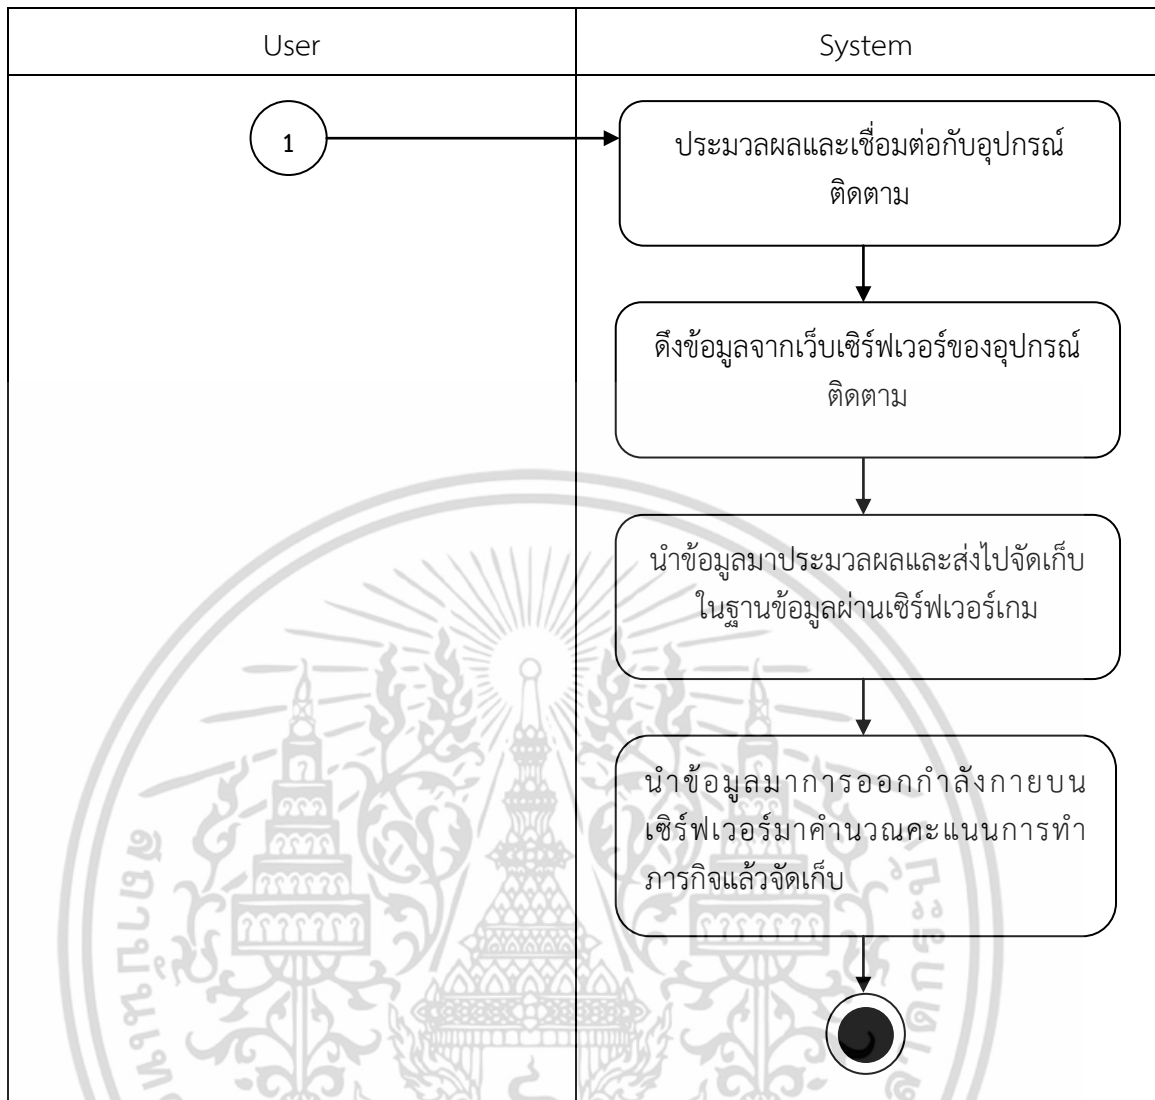 User
System
1
ประมวลผลและเชื่อมต่อกับอุปกรณ์
ติดตาม
ดึงข้อมูลจากเว็บเซิร์ฟเวอร์ของอุปกรณ์
ติดตาม
นำข้อมูลมาประมวลผลและส่งไปจัดเก็บ
ในฐานข้อมูลผ่านเซิร์ฟเวอร์เกม
นำข้อมูลมาการออกกำลังกายบน
เซิร์ฟเวอร์มาคำนวณคะแนนการทำ
ภารกิจแล้วจัดเก็บ